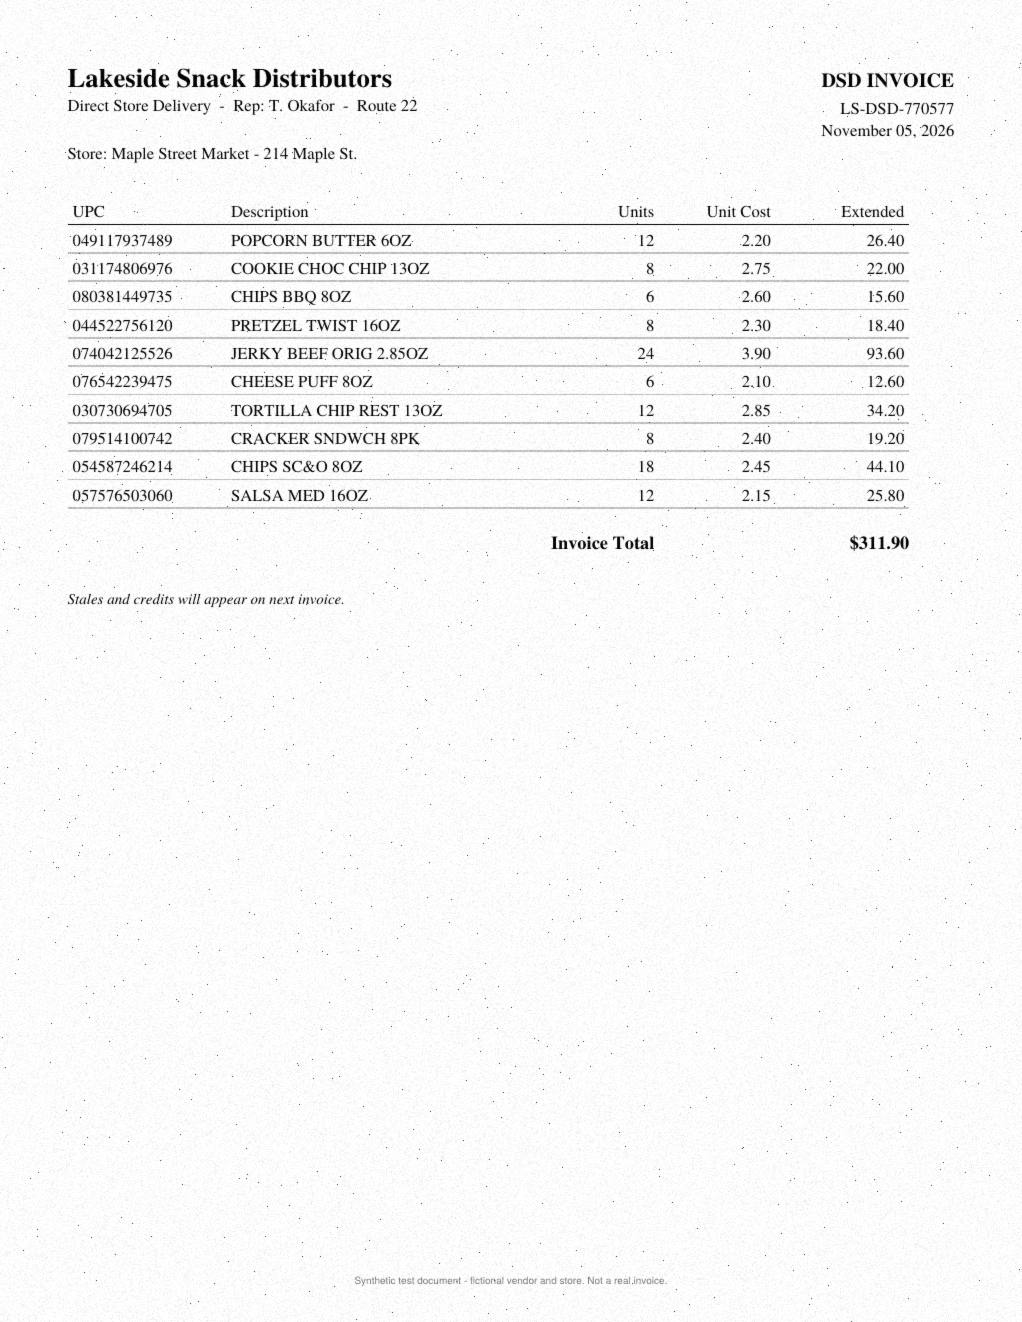 Lakeside Snack Distributors
DSD INVOICE
Direct Store Delivery - Rep: T. Okafor - Route 22
LS-DSD-770577
November 05, 2026
Store: Maple Street Market - 214 Maple St.
UPC Description Units Unit Cost Extended
049117937489 POPCORN BUTTER 6OZ 12 2.20 26.40
031174806976 COOKIE CHOC CHIP 13OZ 8 2.75 22.00
080381449735 CHIPS BBQ 8OZ 6 2.60 15.60
044522756120 PRETZEL TWIST 16OZ 8 2.30 18.40
074042125526 JERKY BEEF ORIG 2.85OZ 24 3.90 93.60
076542239475 CHEESE PUFF 8OZ 6 2.10 12.60
030730694705 TORTILLA CHIP REST 13OZ 12 2.85 34.20
079514100742 CRACKER SNDWCH 8PK 8 2.40 19.20
054587246214 CHIPS SC&O 8OZ 18 2.45 44.10
057576503060 SALSA MED 16OZ 12 2.15 25.80
Invoice Total $311.90
Stales and credits will appear on next invoice.
Synthetic test document - fictional vendor and store. Not a real invoice.